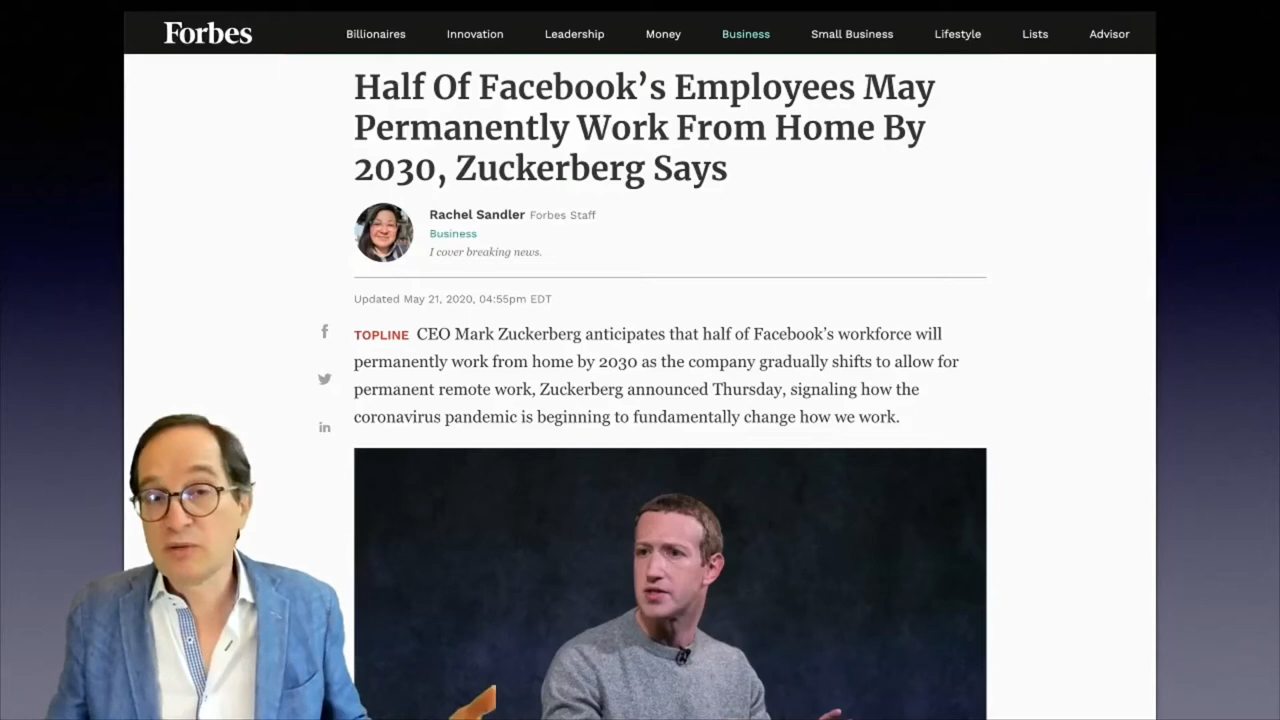 Forbes
Billionaires Innovation Leadership Money Business Small Business Lifestyle Lists Advisor
Half Of Facebook’s Employees May
Permanently Work From Home By
2030, Zuckerberg Says
Rachel Sandler Forbes Staff
Business
I cover breaking news.
Updated May 21, 2020, 04:55pm EDT
TOPLINE CEO Mark Zuckerberg anticipates that half of Facebook’s workforce will
permanently work from home by 2030 as the company gradually shifts to allow for
permanent remote work, Zuckerberg announced Thursday, signaling how the
coronavirus pandemic is beginning to fundamentally change how we work.